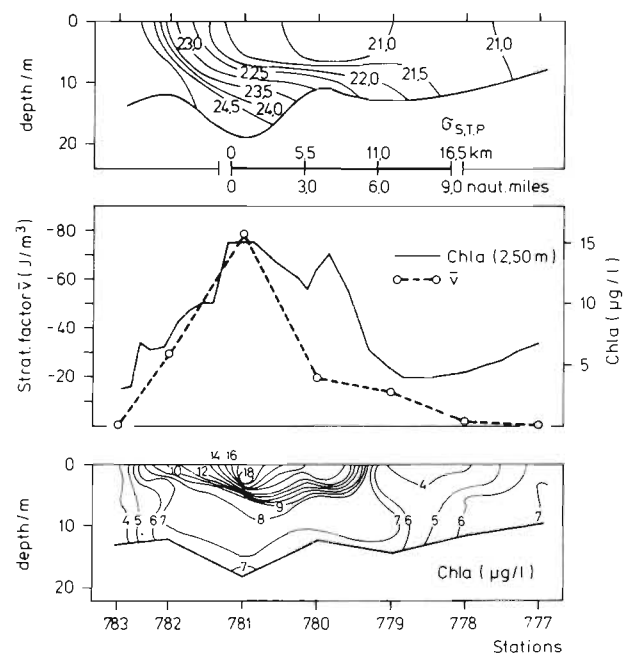 0
10
20
depth/m
23,0
22,5
23,5
24,5
24,0
22,0
21,5
21,0
21,0
σS,T,P
0 5,5 11,0 16,5 km
0 3,0 6,0 9,0 naut. miles
-80
-60
-40
-20
Strat. factor v̄ (J/m³)
Chla (2,50 m)
v̄
15
10
5
Chla (µg/l)
14 16
0
10
20
depth/m
10 12 18
9
8
4
4 5 6 7
7 6 5 6
7
7
Chla (µg/l)
783 782 781 780 779 778 777
Stations